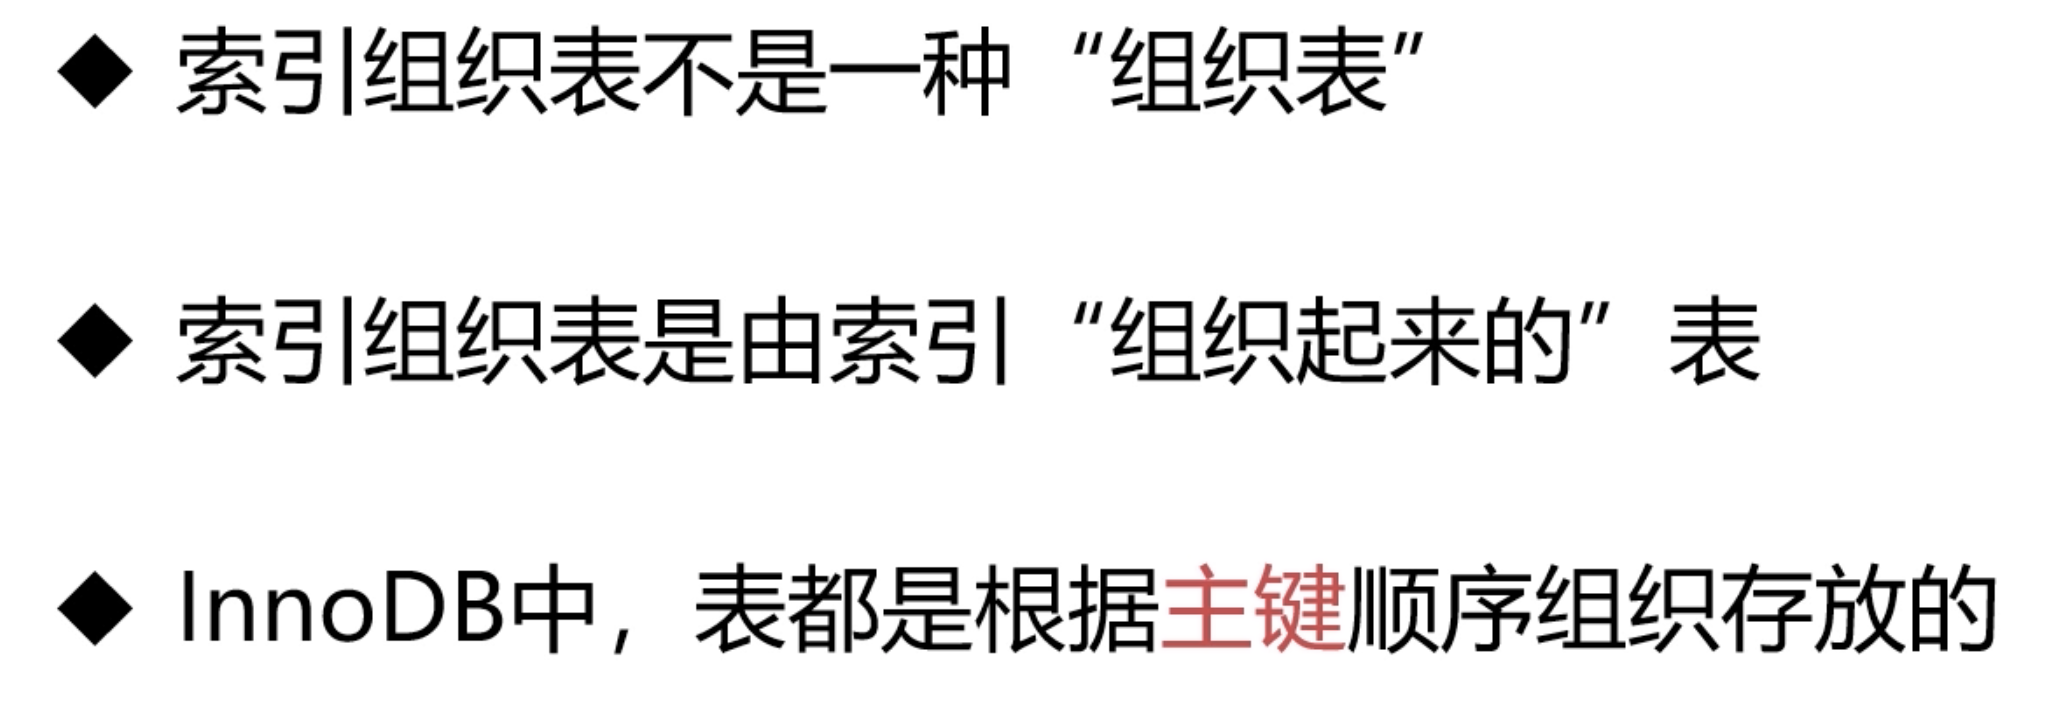 ◆ 索引组织表不是一种“组织表”
◆ 索引组织表是由索引“组织起来的”表
◆ InnoDB中，表都是根据主键顺序组织存放的